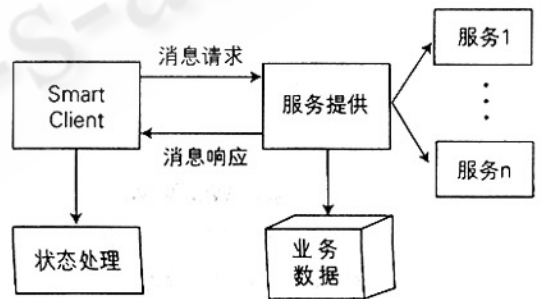 消息请求
服务1
Smart
Client
服务提供
消息响应
服务n
状态处理
业务
数据